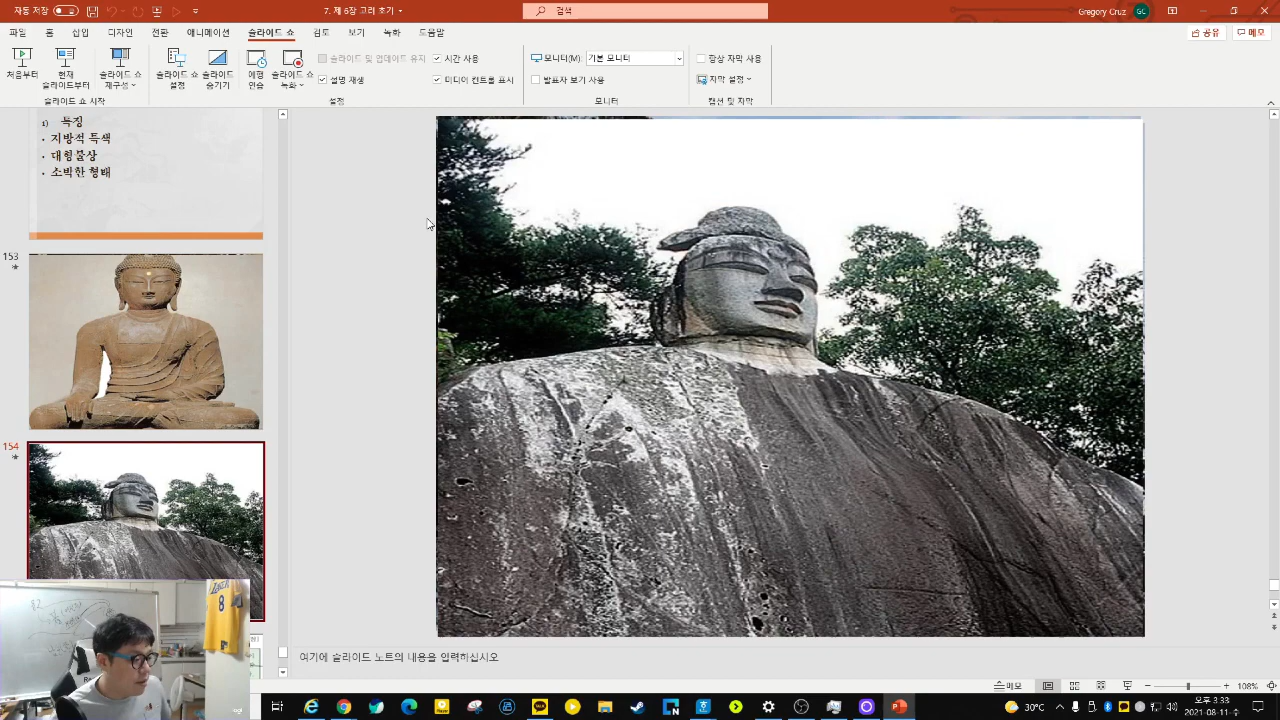 자동 저장
7. 제 6장 고려 초기
검색
Gregory Cruz
GC
파일 홈 삽입 디자인 전환 애니메이션 슬라이드 쇼 검토 보기 녹화 도움말
공유
메모
처음부터
현재
슬라이드부터
슬라이드 쇼
재구성
슬라이드 쇼
설정
슬라이드
숨기기
예행
연습
슬라이드 쇼
녹화
슬라이드 및 업데이트 유지
시간 사용
설명 재생
미디어 컨트롤 표시
모니터(M):
기본 모니터
발표자 보기 사용
항상 자막 사용
자막 설정
슬라이드 쇼 시작
설정
모니터
캡션 및 자막
1) 특징
• 지방적 특색
• 대형불상
• 소박한 형태
153
154
8
여기에 슬라이드 노트의 내용을 입력하십시오
메모
108%
30℃
오후 3:33
2021-08-11 수